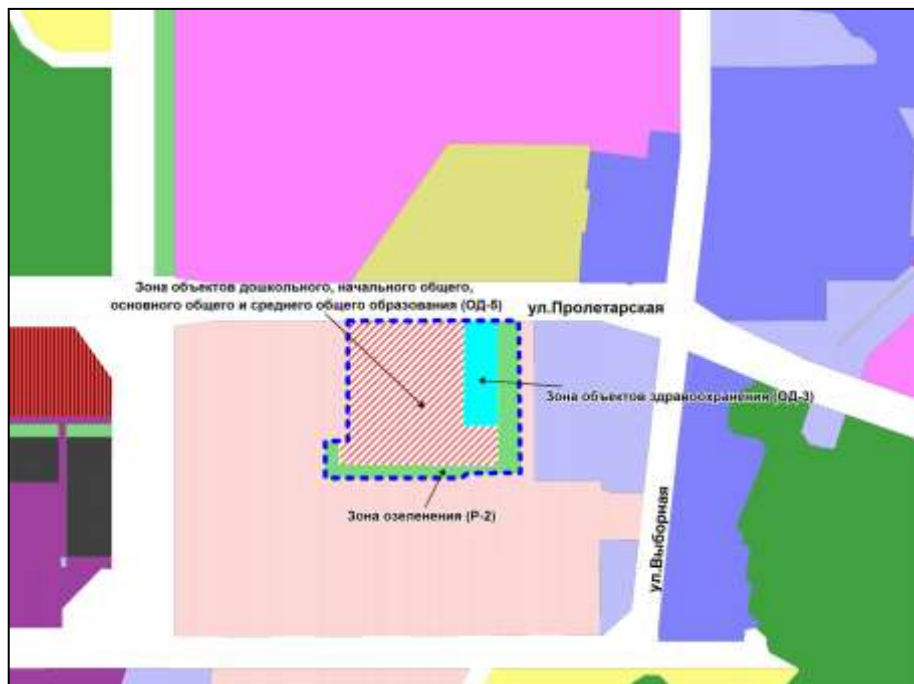 Зона объектов дошкольного, начального общего,
основного общего и среднего общего образования (ОД-5)
ул.Пролетарская
Зона объектов здравоохранения (ОД-3)
Зона озеленения (Р-2)
ул.Выборная